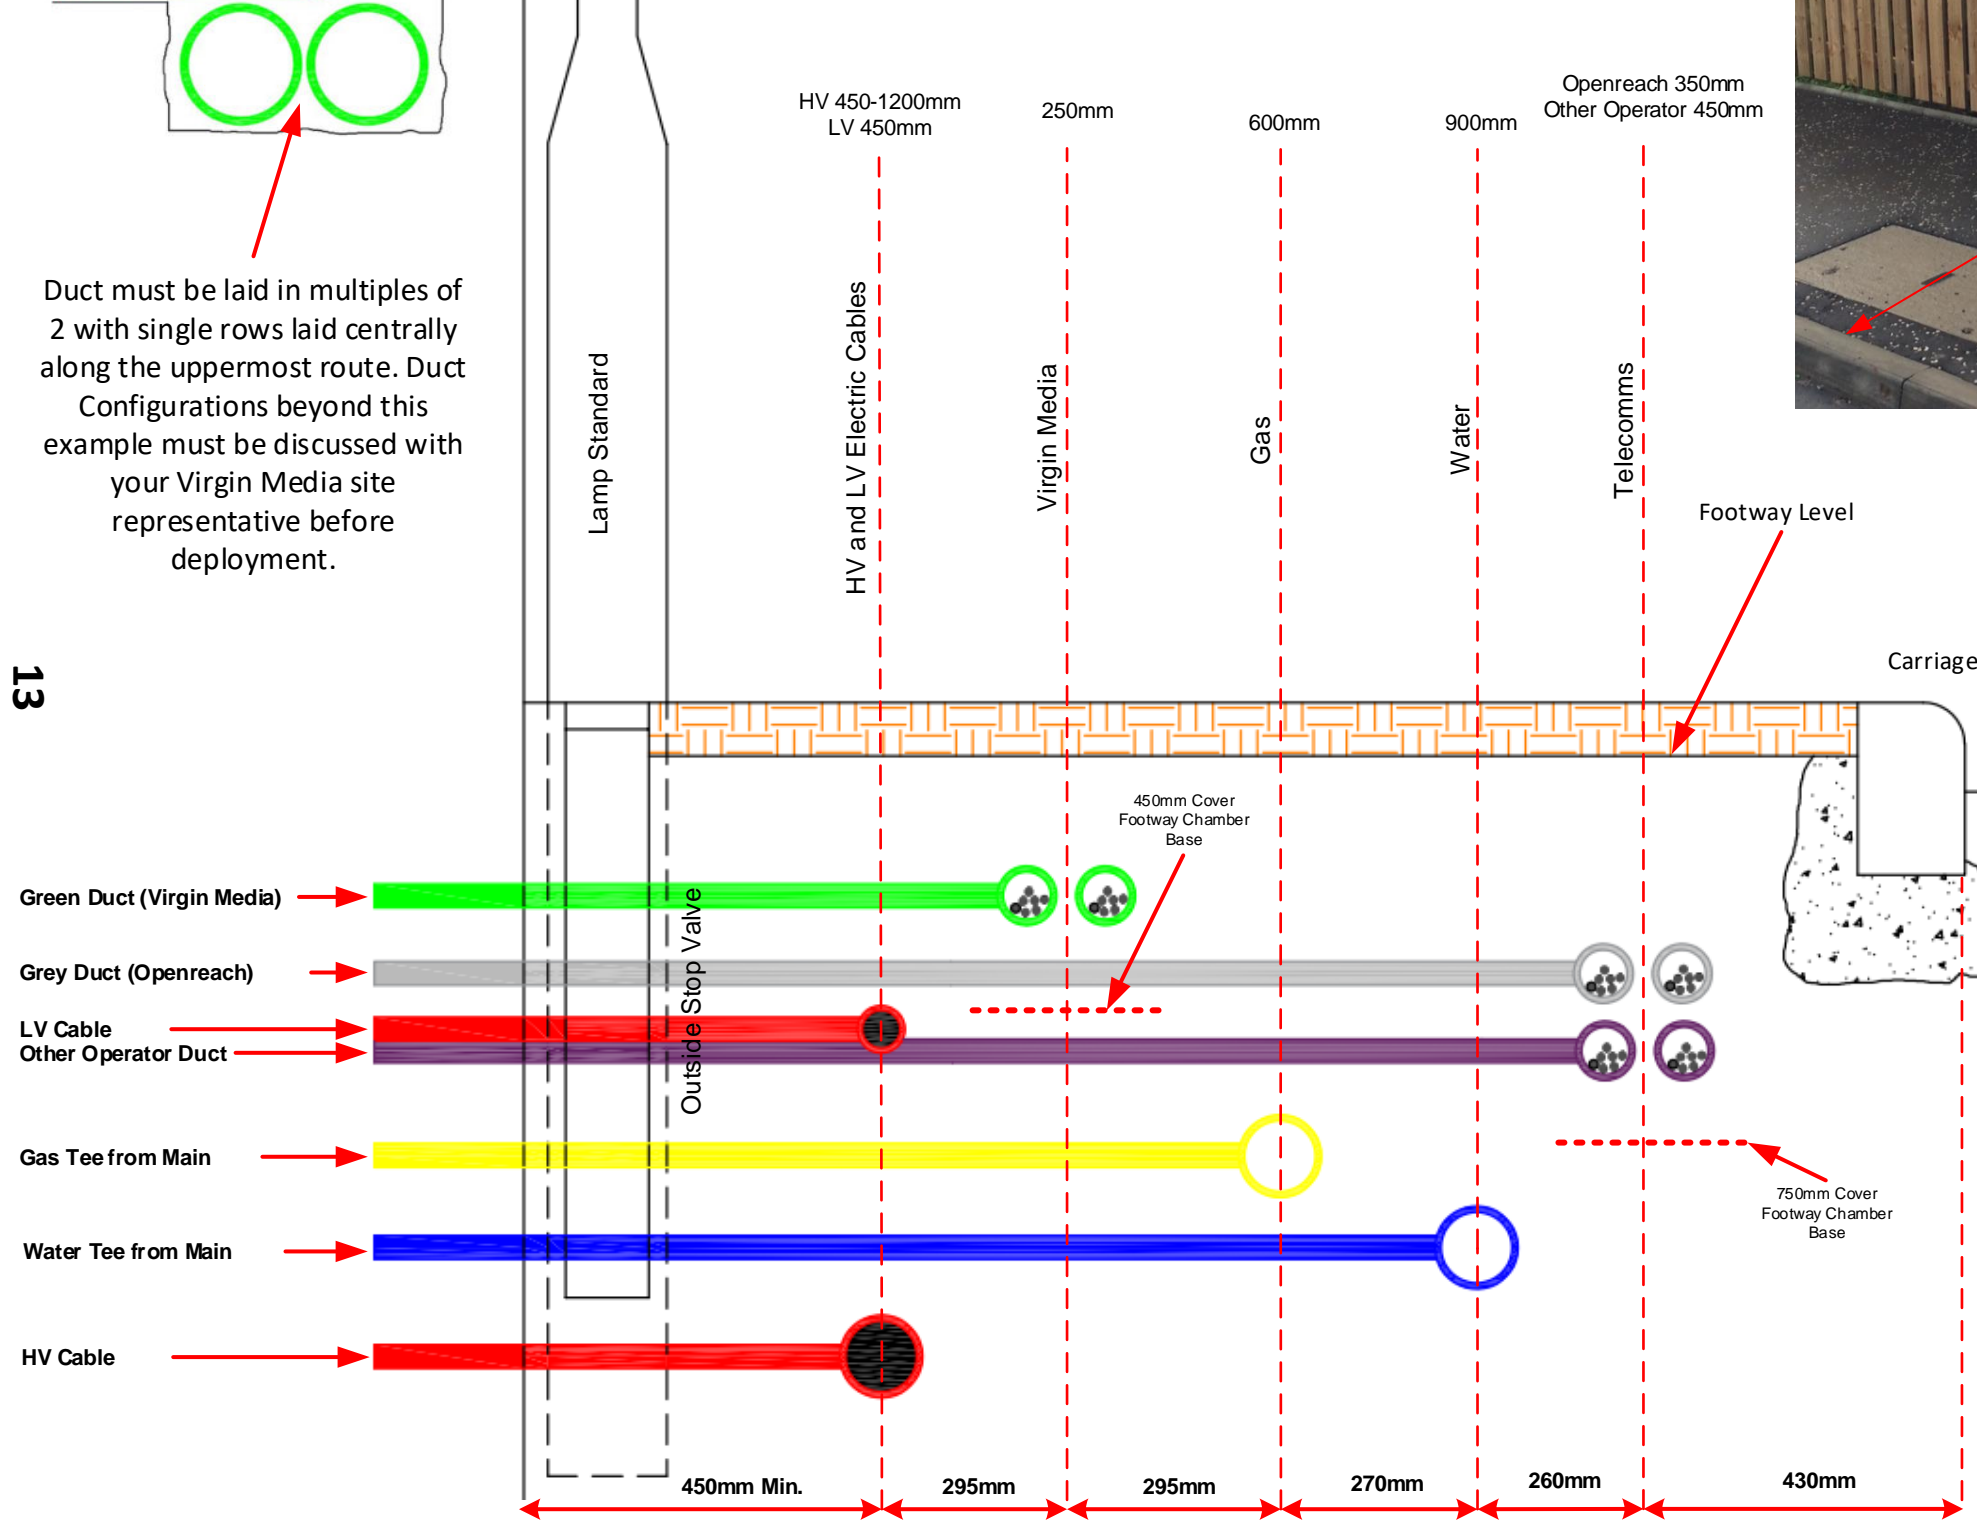 HV 450-1200mm
LV 450mm
250mm
600mm
900mm
Openreach 350mm
Other Operator 450mm
Duct must be laid in multiples of
2 with single rows laid centrally
along the uppermost route. Duct
Configurations beyond this
example must be discussed with
your Virgin Media site
representative before
deployment.
Lamp Standard
HV and LV Electric Cables
Virgin Media
Gas
Water
Telecomms
Footway Level
Carriage
13
450mm Cover
Footway Chamber
Base
Outside Stop Valve
Green Duct (Virgin Media)
Grey Duct (Openreach)
LV Cable
Other Operator Duct
Gas Tee from Main
Water Tee from Main
HV Cable
750mm Cover
Footway Chamber
Base
450mm Min.
295mm
295mm
270mm
260mm
430mm